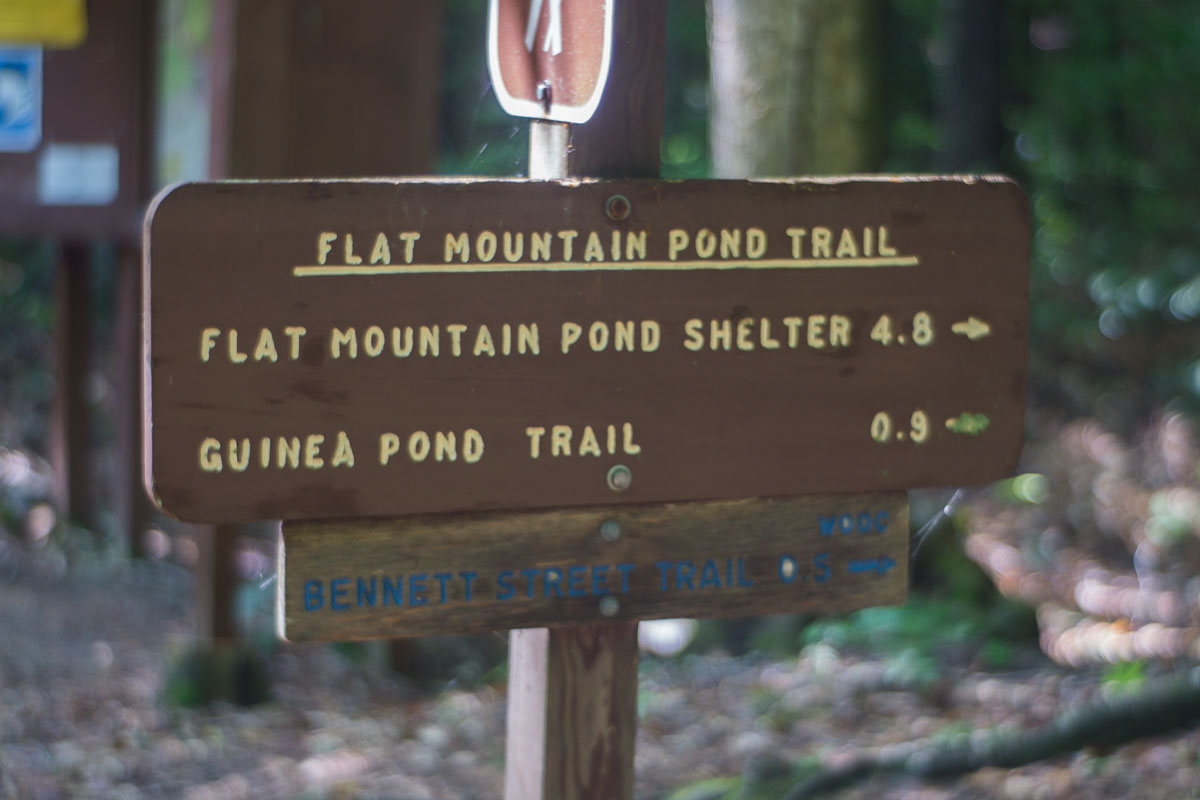 FLAT MOUNTAIN POND TRAIL
FLAT MOUNTAIN POND SHELTER 4.8 →
GUINEA POND TRAIL 0.9 →
WODC
BENNETT STREET TRAIL 0.5 →